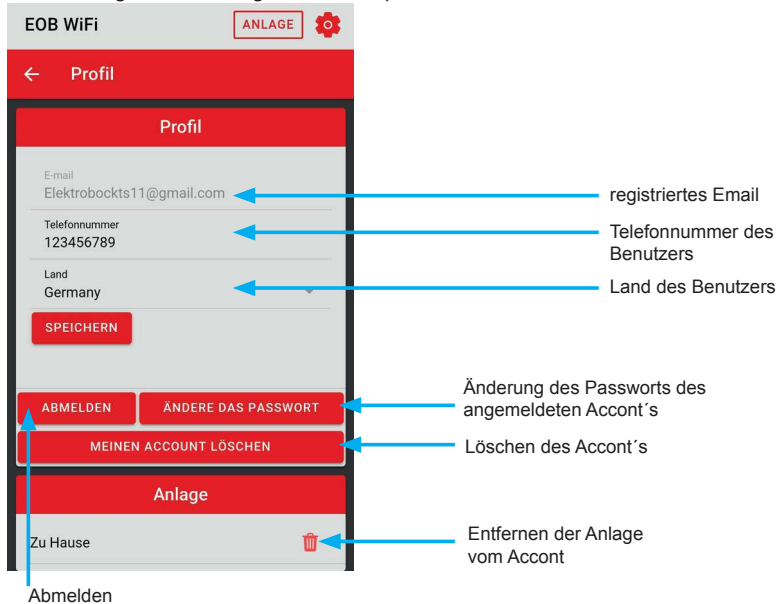 EOB WiFi
ANLAGE
Profil
Profil
E-mail
Elektrobockts11@gmail.com
registriertes Email
Telefonnummer
123456789
Telefonnummer des
Benutzers
Land
Germany
Land des Benutzers
SPEICHERN
ABMELDEN
ÄNDERE DAS PASSWORT
Änderung des Passworts des
angemeldeten Accont´s
MEINEN ACCOUNT LÖSCHEN
Löschen des Accont´s
Anlage
Zu Hause
Entfernen der Anlage
vom Accont
Abmelden